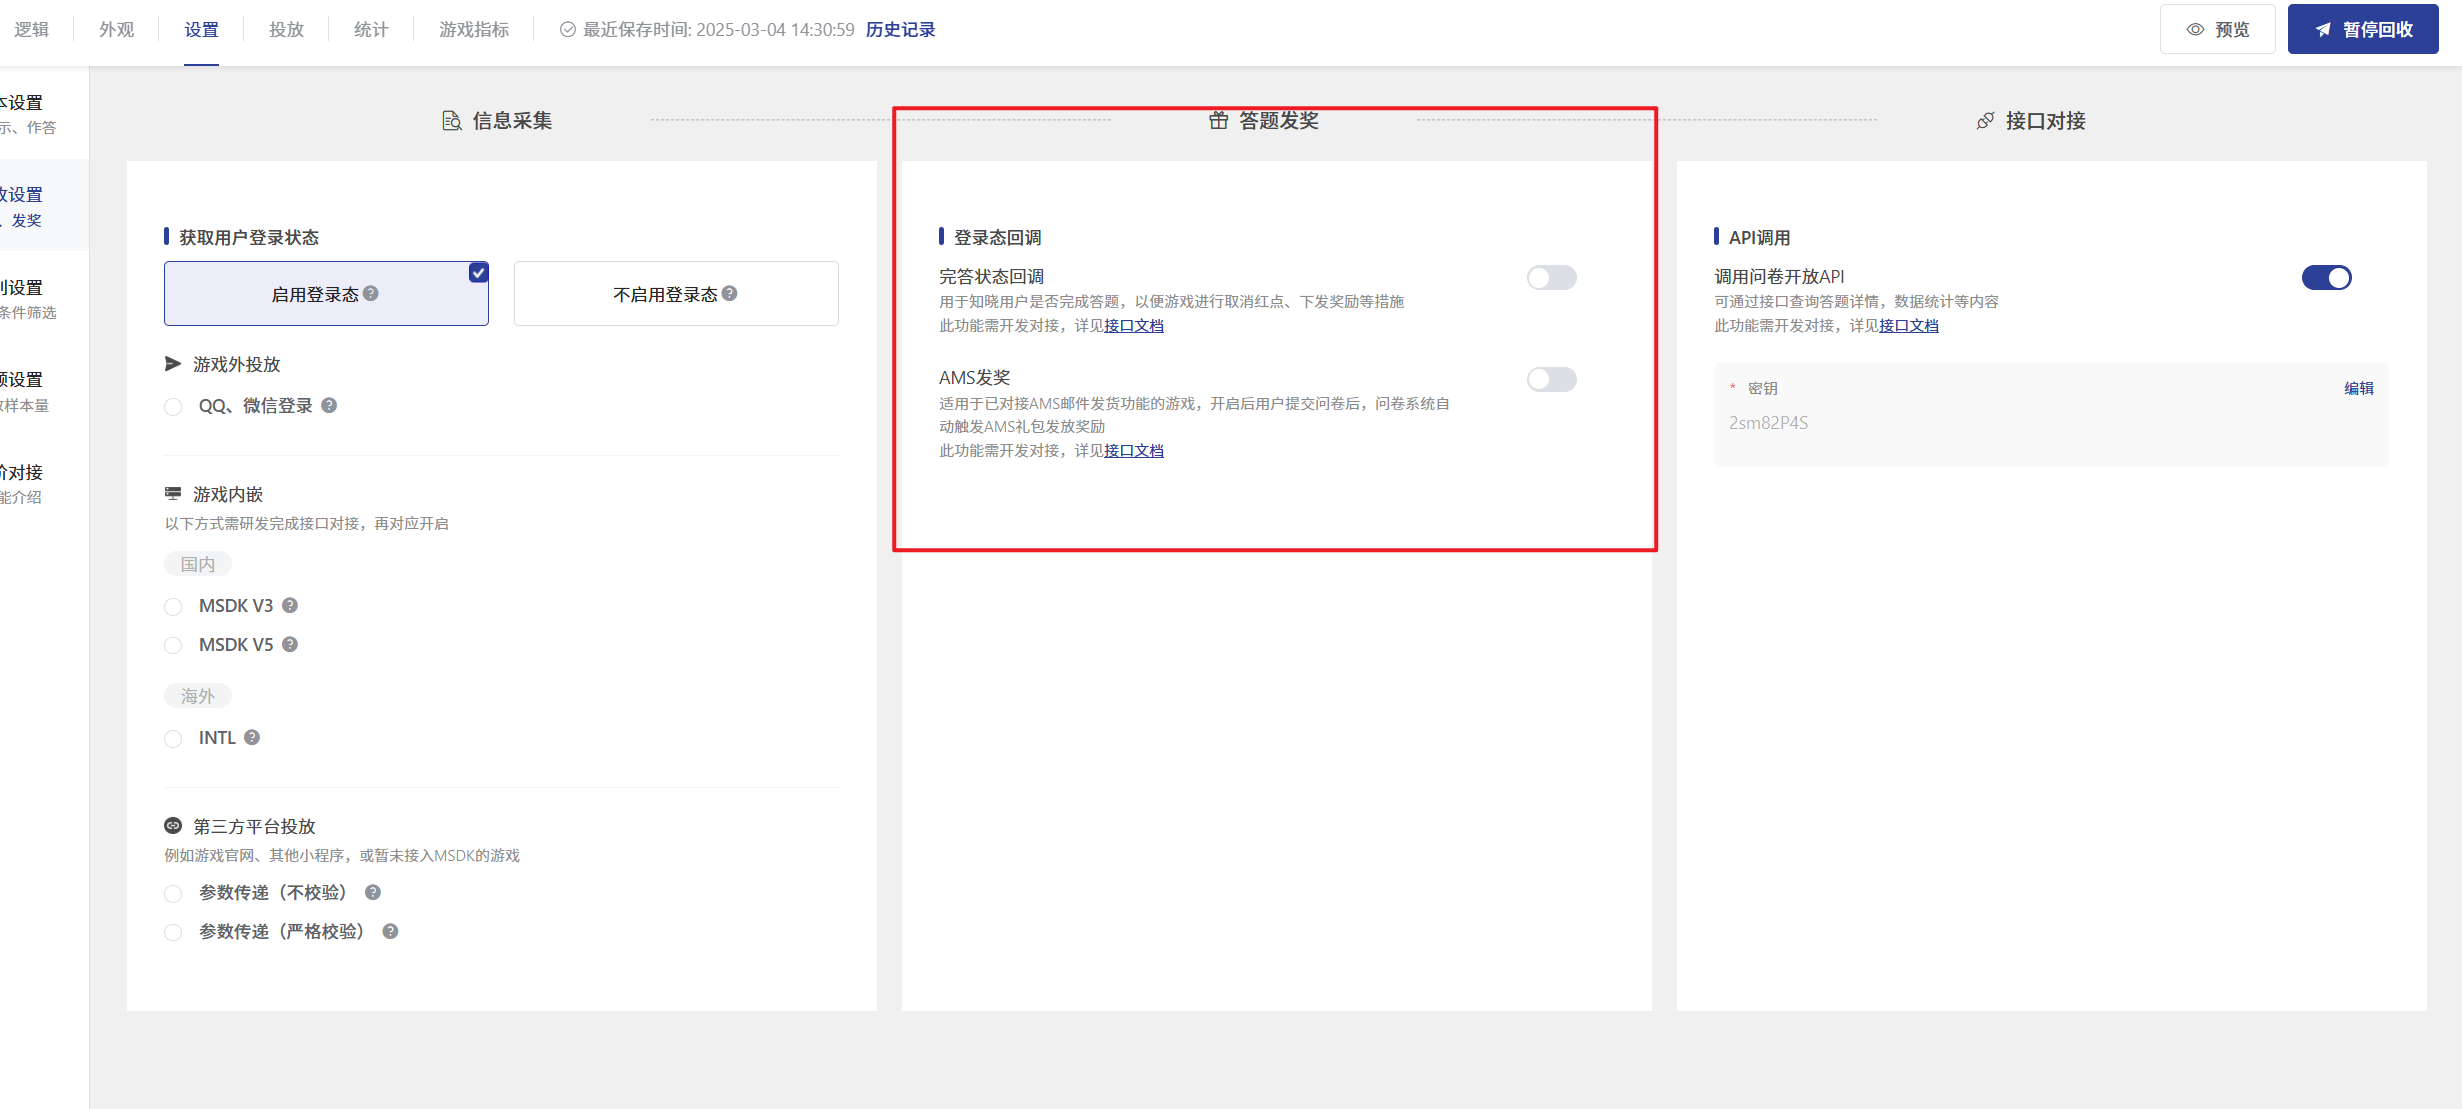 逻辑
外观
设置
投放
统计
游戏指标
最近保存时间: 2025-03-04 14:30:59 历史记录
预览
暂停回收
本设置
示、作答
收设置
、发奖
设置
条件筛选
设置
样本量
对接
能介绍
信息采集
答题发奖
接口对接
获取用户登录状态
启用登录态
不启用登录态
游戏外投放
QQ、微信登录
游戏内嵌
以下方式需研发完成接口对接，再对应开启
国内
MSDK V3
MSDK V5
海外
INTL
第三方平台投放
例如游戏官网、其他小程序，或暂未接入MSDK的游戏
参数传递（不校验）
参数传递（严格校验）
登录态回调
完答状态回调
用于知晓用户是否完成答题，以便游戏进行取消红点、下发奖励等措施
此功能需开发对接，详见接口文档
AMS发奖
适用于已对接AMS邮件发货功能的游戏，开启后用户提交问卷后，问卷系统自
动触发AMS礼包发放奖励
此功能需开发对接，详见接口文档
API调用
调用问卷开放API
可通过接口查询答题详情，数据统计等内容
此功能需开发对接，详见接口文档
* 密钥
编辑
2sm82P4S